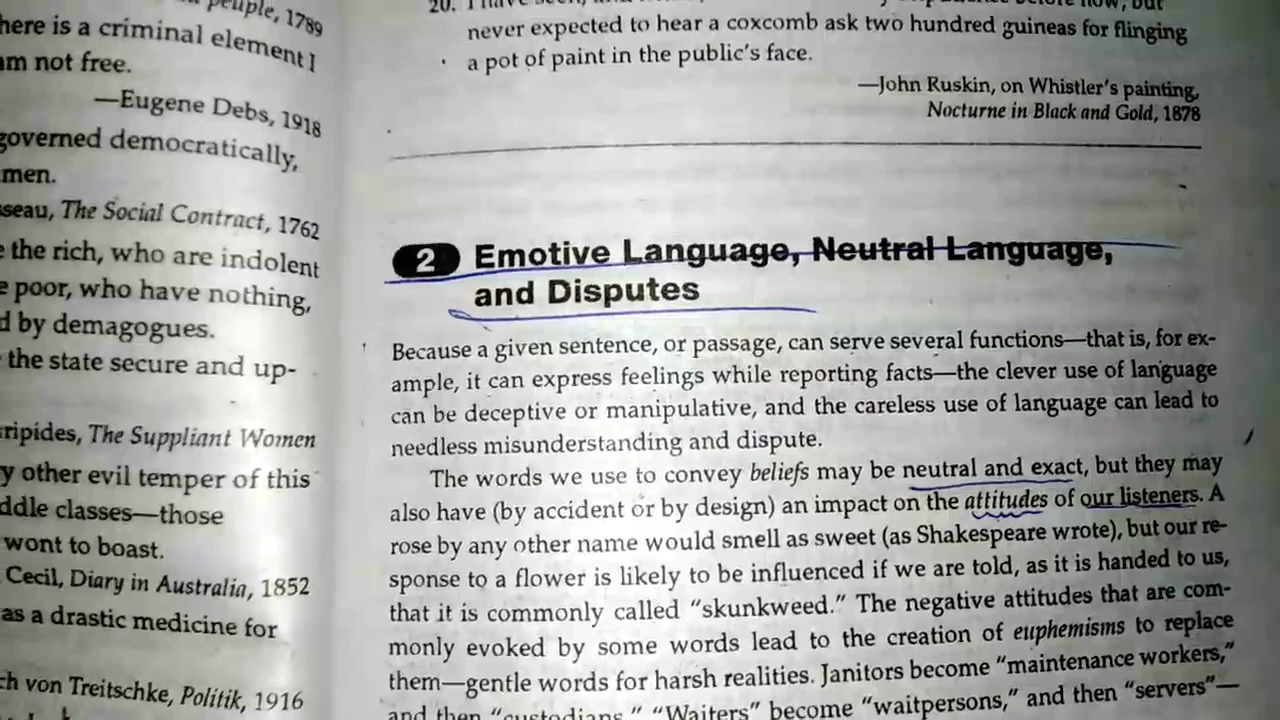 people, 1789
here is a criminal element I
am not free.
—Eugene Debs, 1918
governed democratically,
men.
sseau, The Social Contract, 1762
e the rich, who are indolent
e poor, who have nothing,
d by demagogues.
the state secure and up-
ripides, The Suppliant Women
y other evil temper of this
ddle classes—those
wont to boast.
Cecil, Diary in Australia, 1852
as a drastic medicine for
ch von Treitschke, Politik, 1916
20. I have seen, and
before now, but
never expected to hear a coxcomb ask two hundred guineas for flinging
a pot of paint in the public's face.
—John Ruskin, on Whistler's painting,
Nocturne in Black and Gold, 1878
2 Emotive Language, Neutral Language,
and Disputes
Because a given sentence, or passage, can serve several functions—that is, for ex-
ample, it can express feelings while reporting facts—the clever use of language
can be deceptive or manipulative, and the careless use of language can lead to
needless misunderstanding and dispute.
The words we use to convey beliefs may be neutral and exact, but they may
also have (by accident or by design) an impact on the attitudes of our listeners. A
rose by any other name would smell as sweet (as Shakespeare wrote), but our re-
sponse to a flower is likely to be influenced if we are told, as it is handed to us,
that it is commonly called "skunkweed." The negative attitudes that are com-
monly evoked by some words lead to the creation of euphemisms to replace
them—gentle words for harsh realities. Janitors become "maintenance workers,"
and then "custodians." "Waiters" become "waitpersons," and then "servers"—